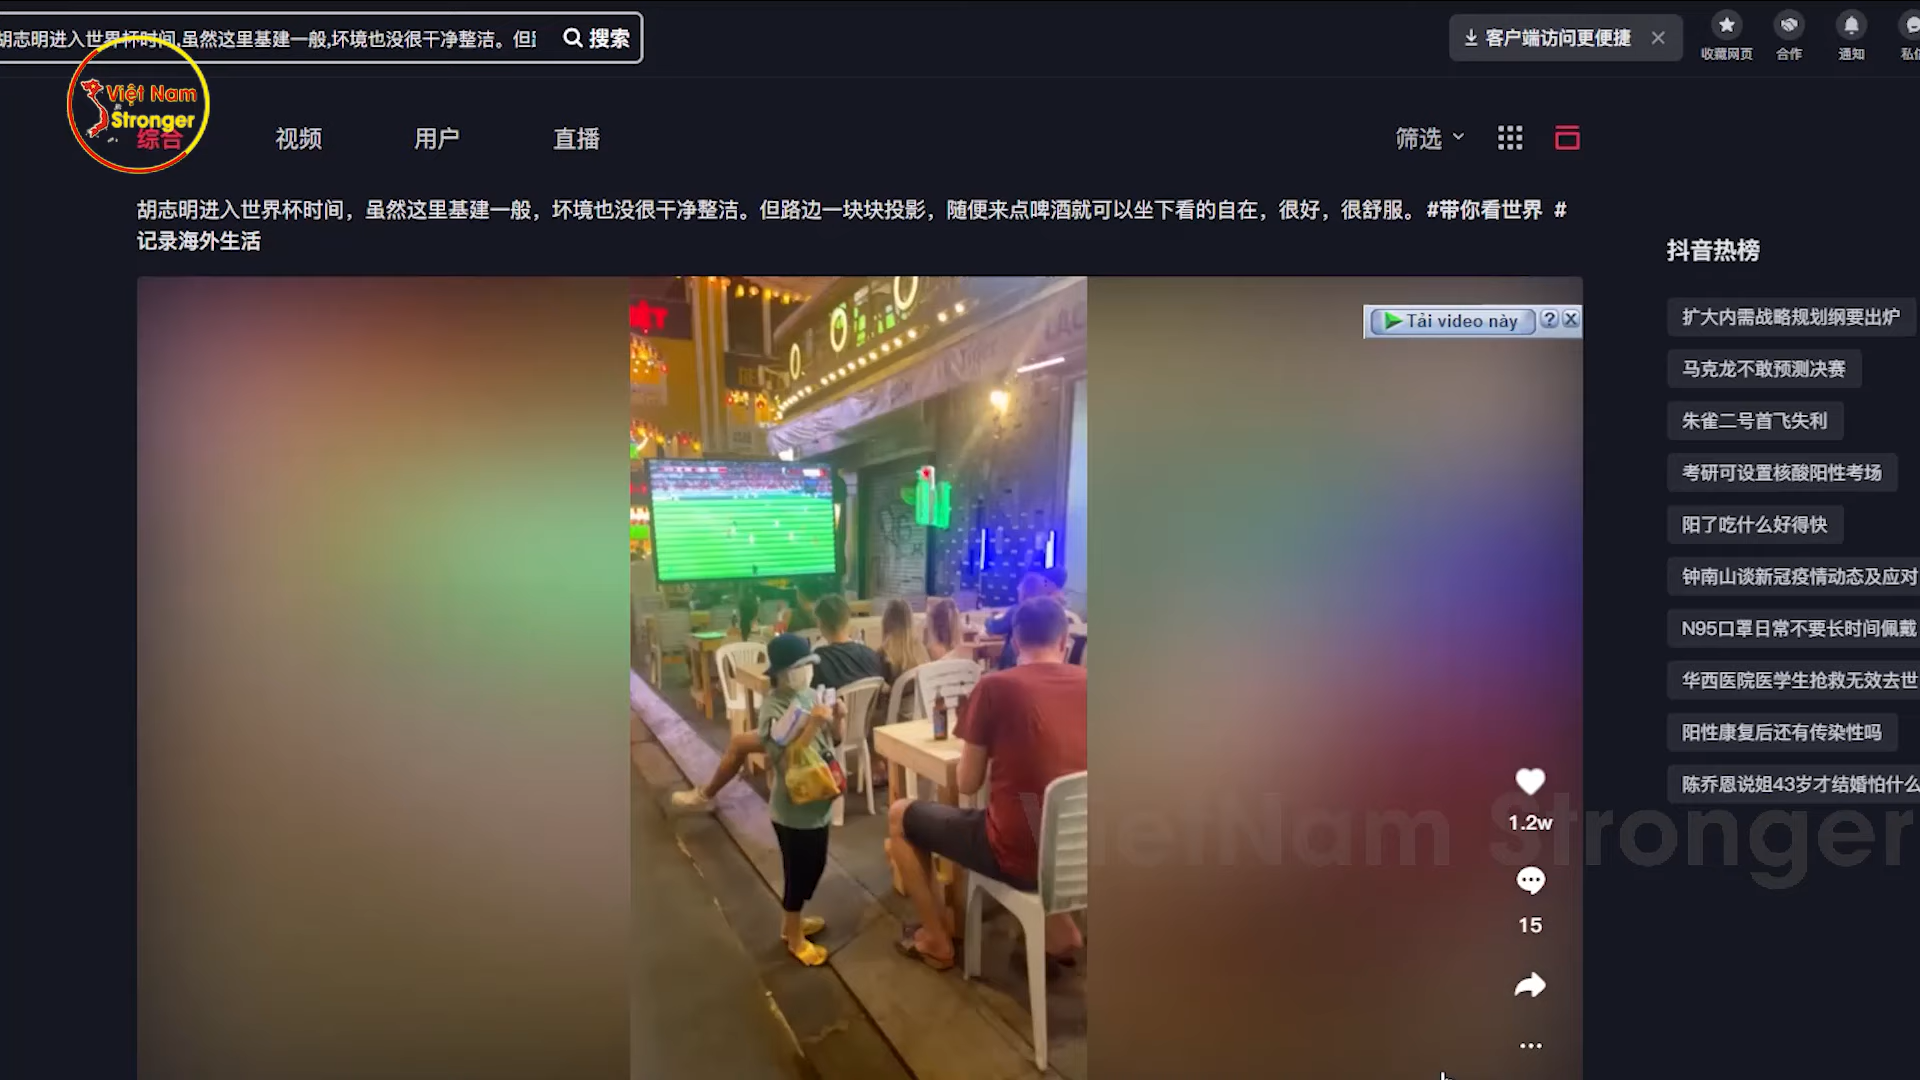 胡志明进入世界杯时间,虽然这里基建一般,坏境也没很干净整洁。但
搜索
客户端访问更便捷
收藏网页
合作
通知
Việt Nam
Stronger
综合
视频
用户
直播
筛选
胡志明进入世界杯时间，虽然这里基建一般，坏境也没很干净整洁。但路边一块块投影，随便来点啤酒就可以坐下看的自在，很好，很舒服。#带你看世界 #
记录海外生活
抖音热榜
Tải video này
扩大内需战略规划纲要出炉
马克龙不敢预测决赛
朱雀二号首飞失利
考研可设置核酸阳性考场
阳了吃什么好得快
钟南山谈新冠疫情动态及应对
N95口罩日常不要长时间佩戴
华西医院医学生抢救无效去世
阳性康复后还有传染性吗
陈乔恩说姐43岁才结婚怕什么
1.2w
VietNam Stronger
15